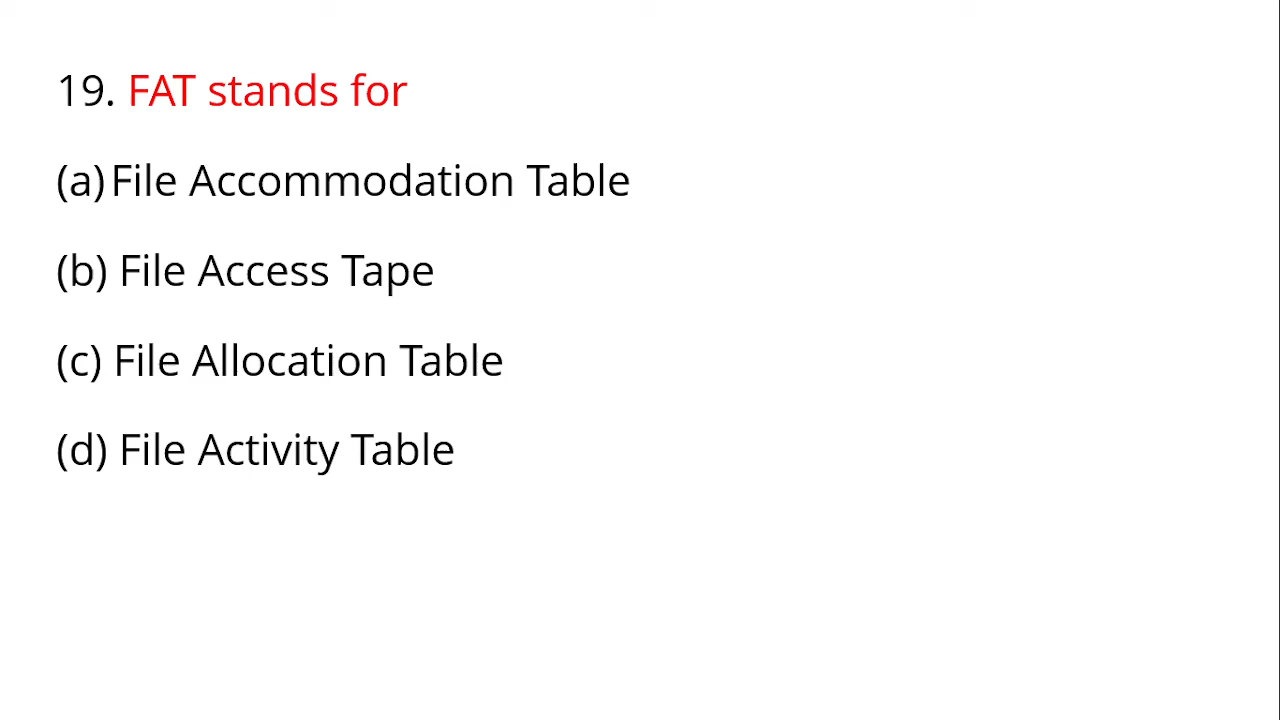 19. FAT stands for
(a) File Accommodation Table
(b) File Access Tape
(c) File Allocation Table
(d) File Activity Table